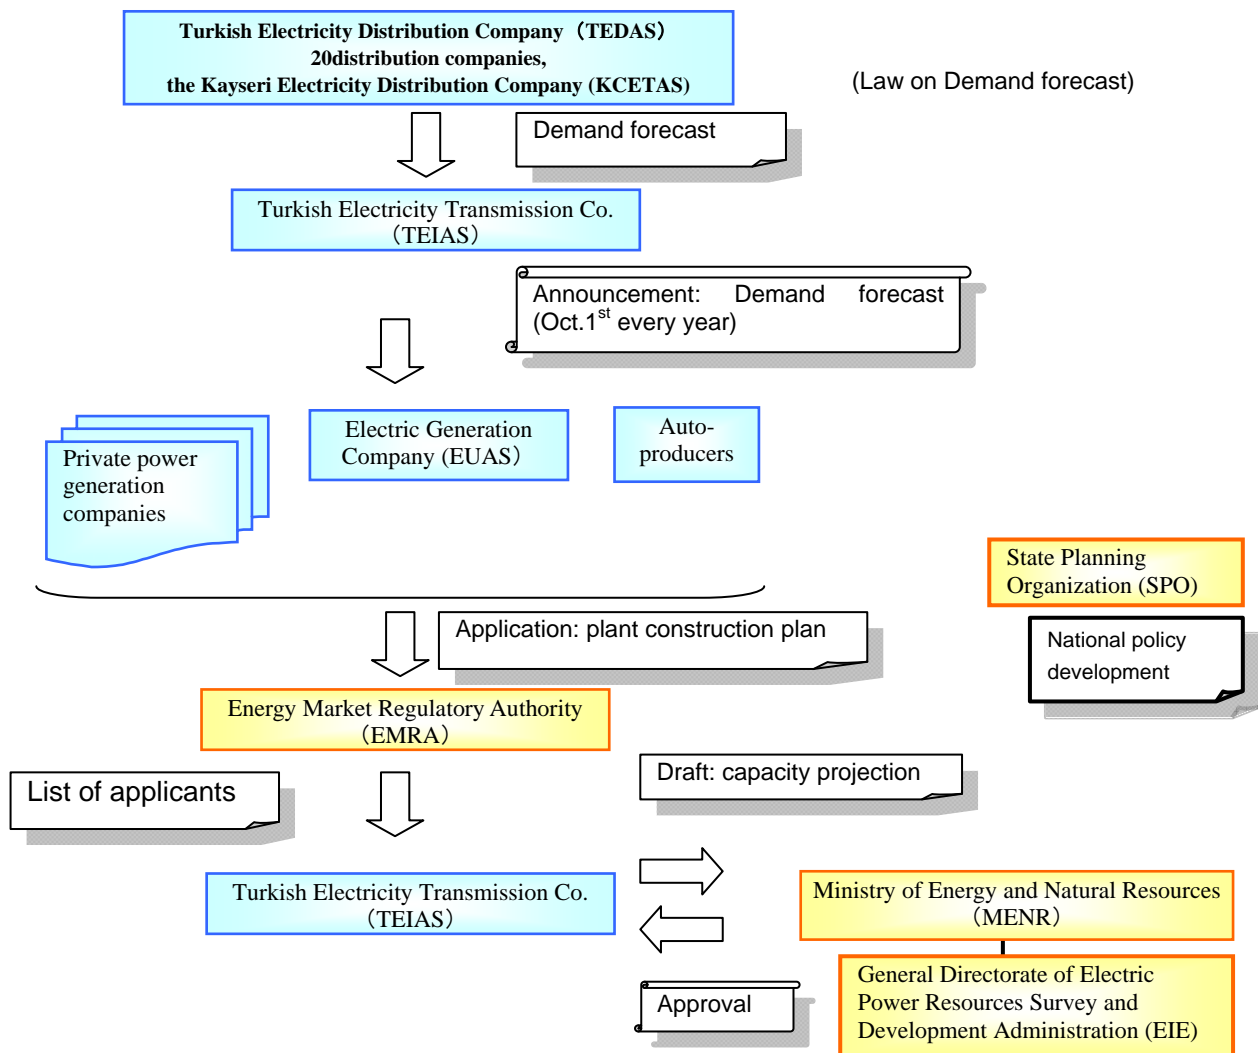 Turkish Electricity Distribution Company（TEDAS）
20distribution companies,
the Kayseri Electricity Distribution Company (KCETAS)
(Law on Demand forecast)
Demand forecast
Turkish Electricity Transmission Co.
（TEIAS）
Announcement: Demand forecast
(Oct.1st every year)
Private power
generation
companies
Electric Generation
Company (EUAS）
Auto-
producers
State Planning
Organization (SPO)
National policy
development
Application: plant construction plan
Energy Market Regulatory Authority
（EMRA）
List of applicants
Draft: capacity projection
Turkish Electricity Transmission Co.
（TEIAS）
Ministry of Energy and Natural Resources
（MENR）
Approval
General Directorate of Electric
Power Resources Survey and
Development Administration (EIE)